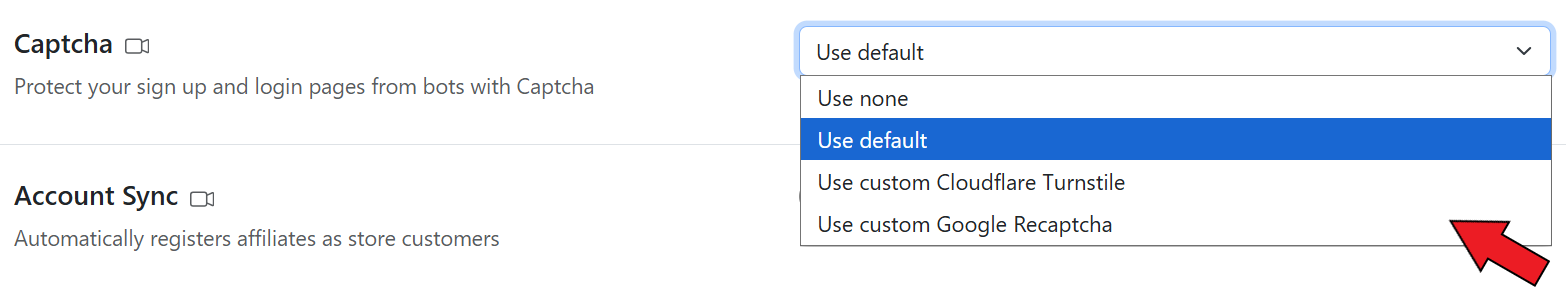 Captcha
Use default
Protect your sign up and login pages from bots with Captcha
Use none
Use default
Use custom Cloudflare Turnstile
Use custom Google Recaptcha
Account Sync
Automatically registers affiliates as store customers